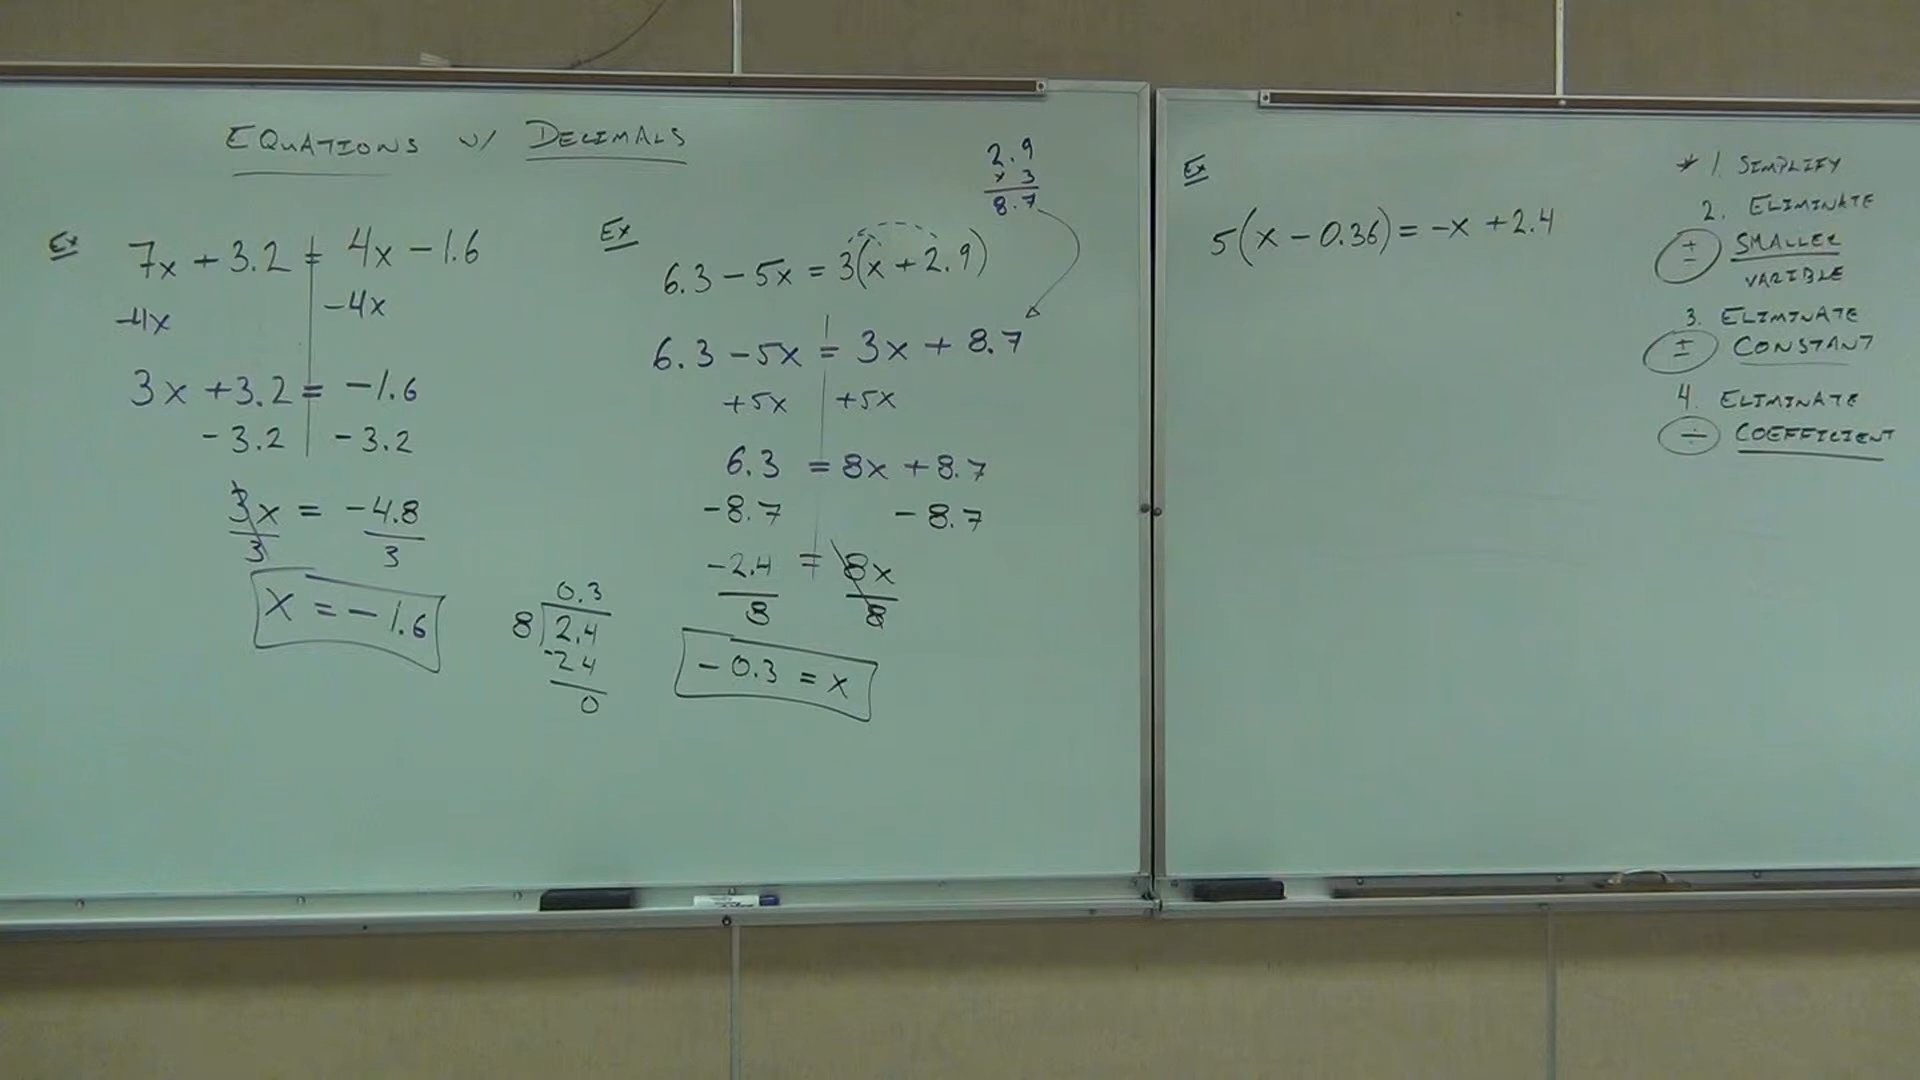 EQUATIONS W/ DECIMALS
Ex
7x + 3.2 = 4x - 1.6
-4x -4x
3x + 3.2 = -1.6
- 3.2 - 3.2
3x = -4.8
3 3
x = -1.6
Ex
2.9
x 3
8.7
6.3 - 5x = 3(x + 2.9)
6.3 - 5x = 3x + 8.7
+5x +5x
6.3 = 8x + 8.7
-8.7 - 8.7
-2.4 = 8x
8 8
-0.3 = x
0.3
8 2.4
-24
0
Ex
5(x - 0.36) = -x + 2.4
* 1. SIMPLIFY
2. ELIMINATE
± SMALLER
VARIABLE
3. ELIMINATE
± CONSTANT
4. ELIMINATE
÷ COEFFICIENT